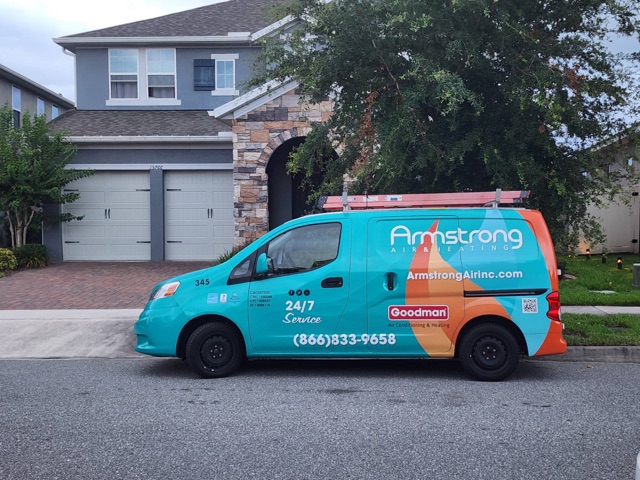 Armstrong
AIR & HEATING
ArmstrongAirInc.com
345
24/7
Service
Goodman
Air Conditioning & Heating
(866)833-9658